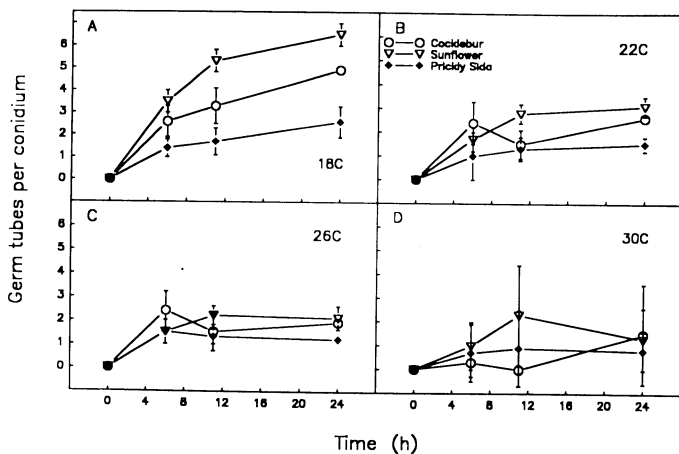 Germ tubes per conidium
A
6
5
4
3
2
1
0
18C
B
Cocklebur
Sunflower
Prickly Sida
22C
C
6
5
4
3
2
1
0
26C
D
30C
0 4 8 12 16 20 24
0 4 8 12 16 20 24
Time (h)